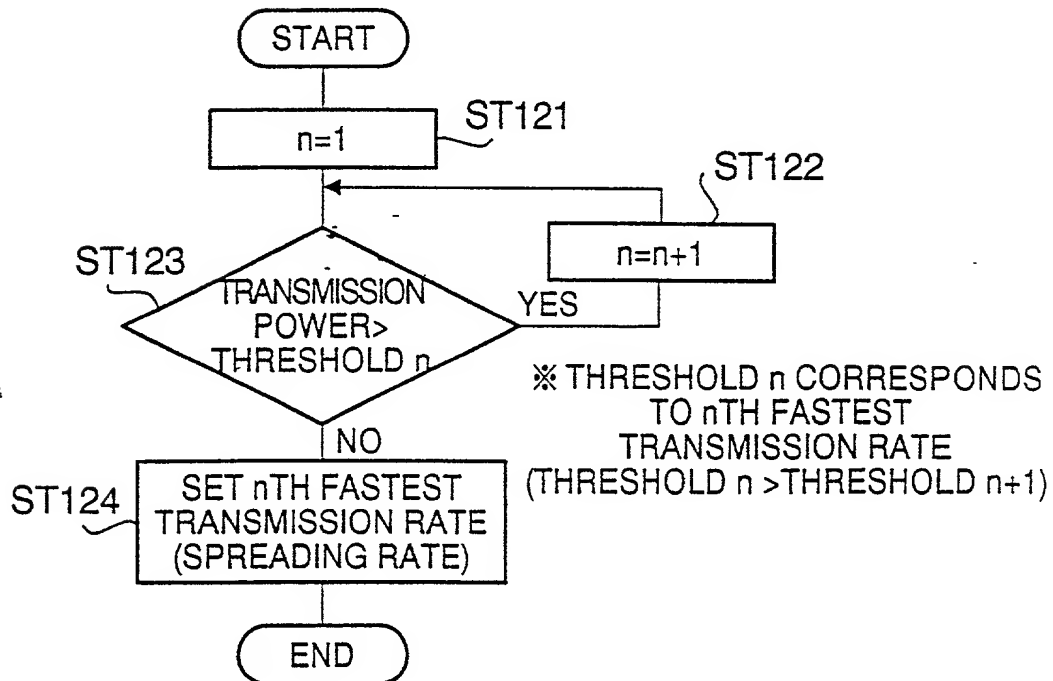 START
n=1
ST121
ST122
n=n+1
ST123
TRANSMISSION
POWER>
THRESHOLD n
YES
※ THRESHOLD n CORRESPONDS
TO nTH FASTEST
TRANSMISSION RATE
(THRESHOLD n >THRESHOLD n+1)
NO
ST124
SET nTH FASTEST
TRANSMISSION RATE
(SPREADING RATE)
END